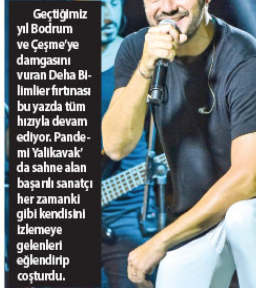 Geçtiğimiz
yıl Bodrum
ve Çeşme'ye
damgasını
vuran Deha Bi-
limlier fırtınası
bu yazda tüm
hızıyla devam
ediyor. Pande-
mi Yalıkavak'
da sahne alan
başarılı sanatçı
her zamanki
gibi kendisini
izlemeye
gelenleri
eğlendirip
coşturdu.